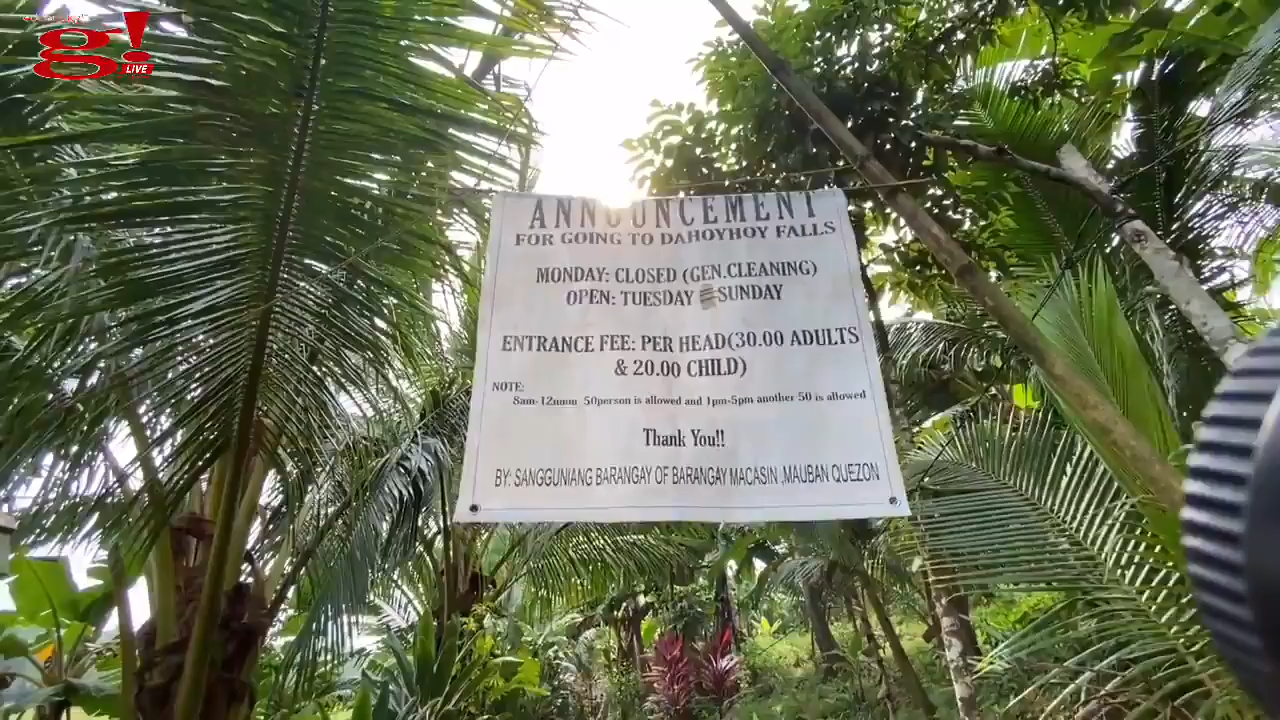 g!
LIVE
ANNOUNCEMENT
FOR GOING TO DAHOYHOY FALLS
MONDAY: CLOSED (GEN.CLEANING)
OPEN: TUESDAY SUNDAY
ENTRANCE FEE: PER HEAD(30.00 ADULTS
& 20.00 CHILD)
NOTE:
8am-12nunn 50person is allowed and 1pm-5pm another 50 is allowed
Thank You!!
BY: SANGGUNIANG BARANGAY OF BARANGAY MACASIN ,MAUBAN QUEZON